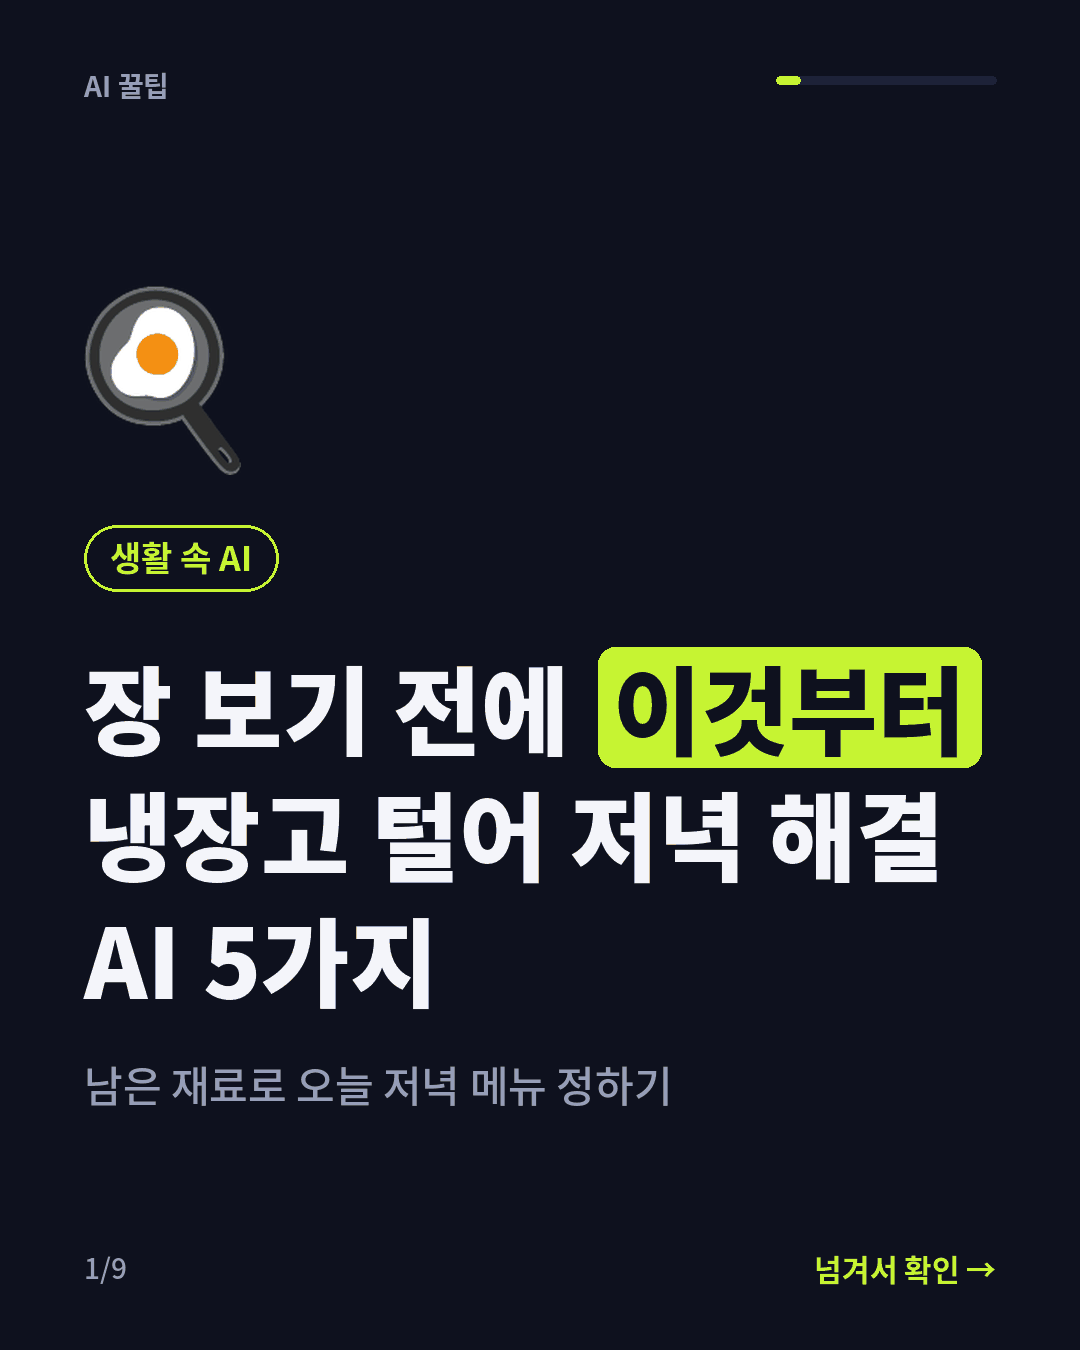 AI 꿀팁
생활 속 AI
장 보기 전에 이것부터
냉장고 털어 저녁 해결
AI 5가지
남은 재료로 오늘 저녁 메뉴 정하기
1/9
넘겨서 확인 →